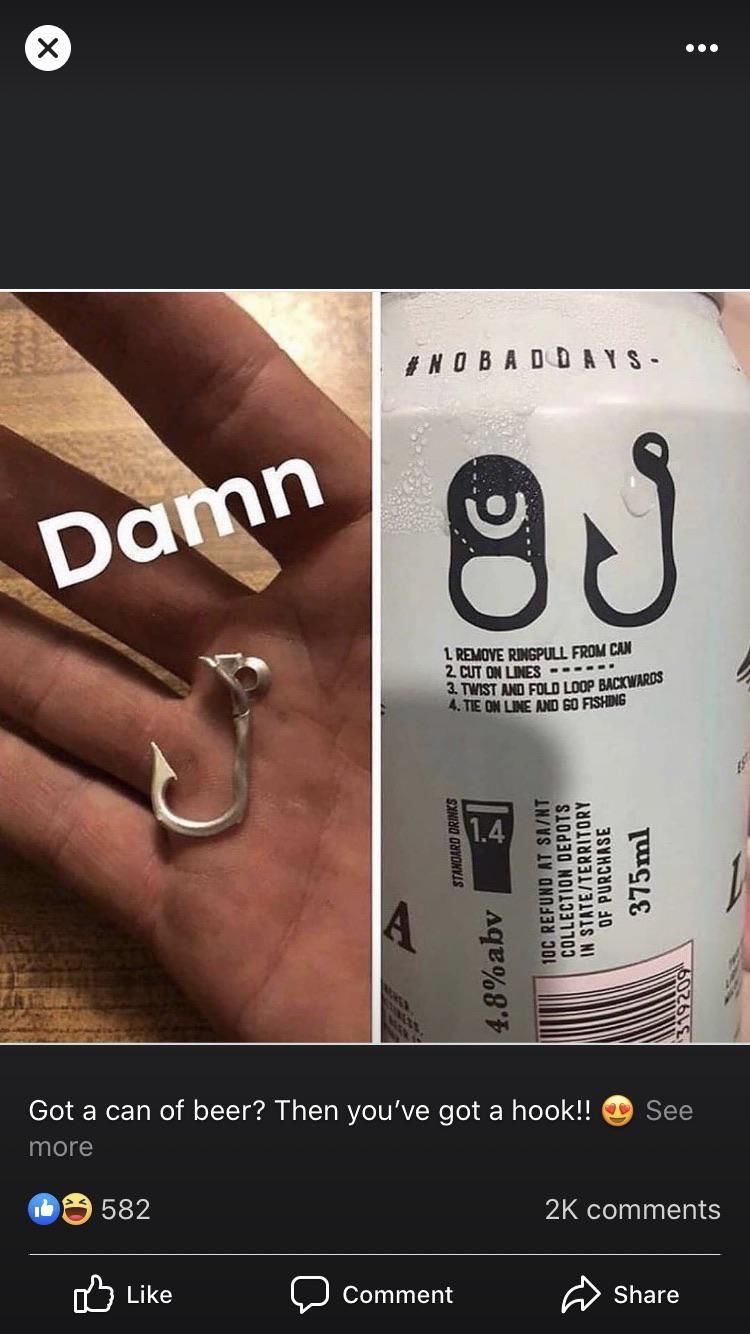 Damn
#NOBADDAYS-
1. REMOVE RINGPULL FROM CAN
2. CUT ON LINES ------
3. TWIST AND FOLD LOOP BACKWARDS
4. TIE ON LINE AND GO FISHING
STANDARD DRINKS
1.4
4.8%abv
10C REFUND AT SA/NT
COLLECTION DEPOTS
IN STATE/TERRITORY
OF PURCHASE
375ml
A
319209
Got a can of beer? Then you’ve got a hook!! 😍 See
more
582
2K comments
Like
Comment
Share